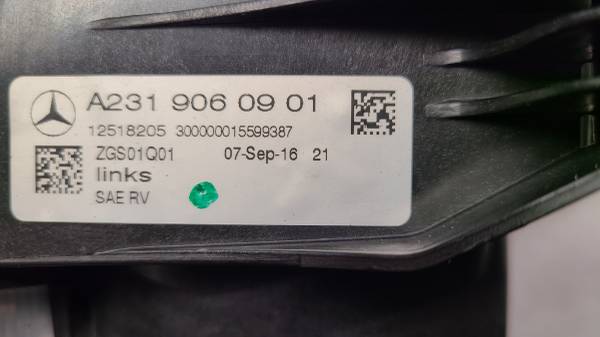 A231 906 09 01
12518205 300000015599387
ZGS01Q01 07-Sep-16 21
links
SAE RV